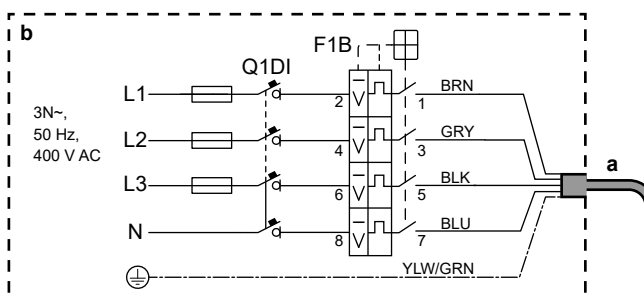 b
F1B
Q1DI
3N~,
50 Hz,
400 V AC
L1 2 1 BRN
L2 4 3 GRY
L3 6 5 BLK
N 8 7 BLU
YLW/GRN
a